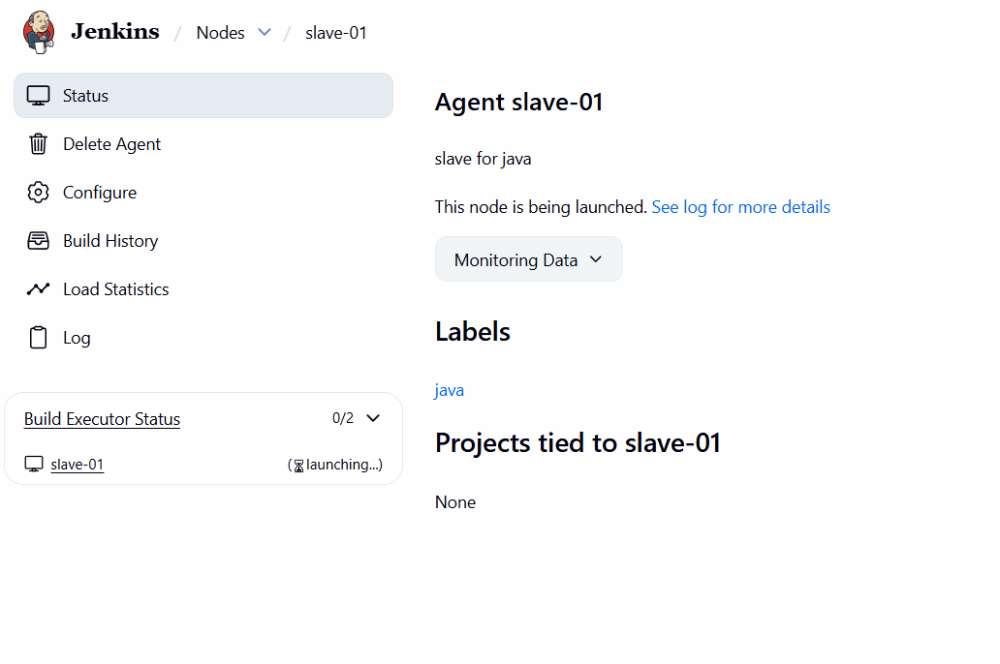 Jenkins / Nodes / slave-01
Status
Delete Agent
Configure
Build History
Load Statistics
Log
Build Executor Status 0/2
slave-01 (launching...)
Agent slave-01
slave for java
This node is being launched. See log for more details
Monitoring Data
Labels
java
Projects tied to slave-01
None